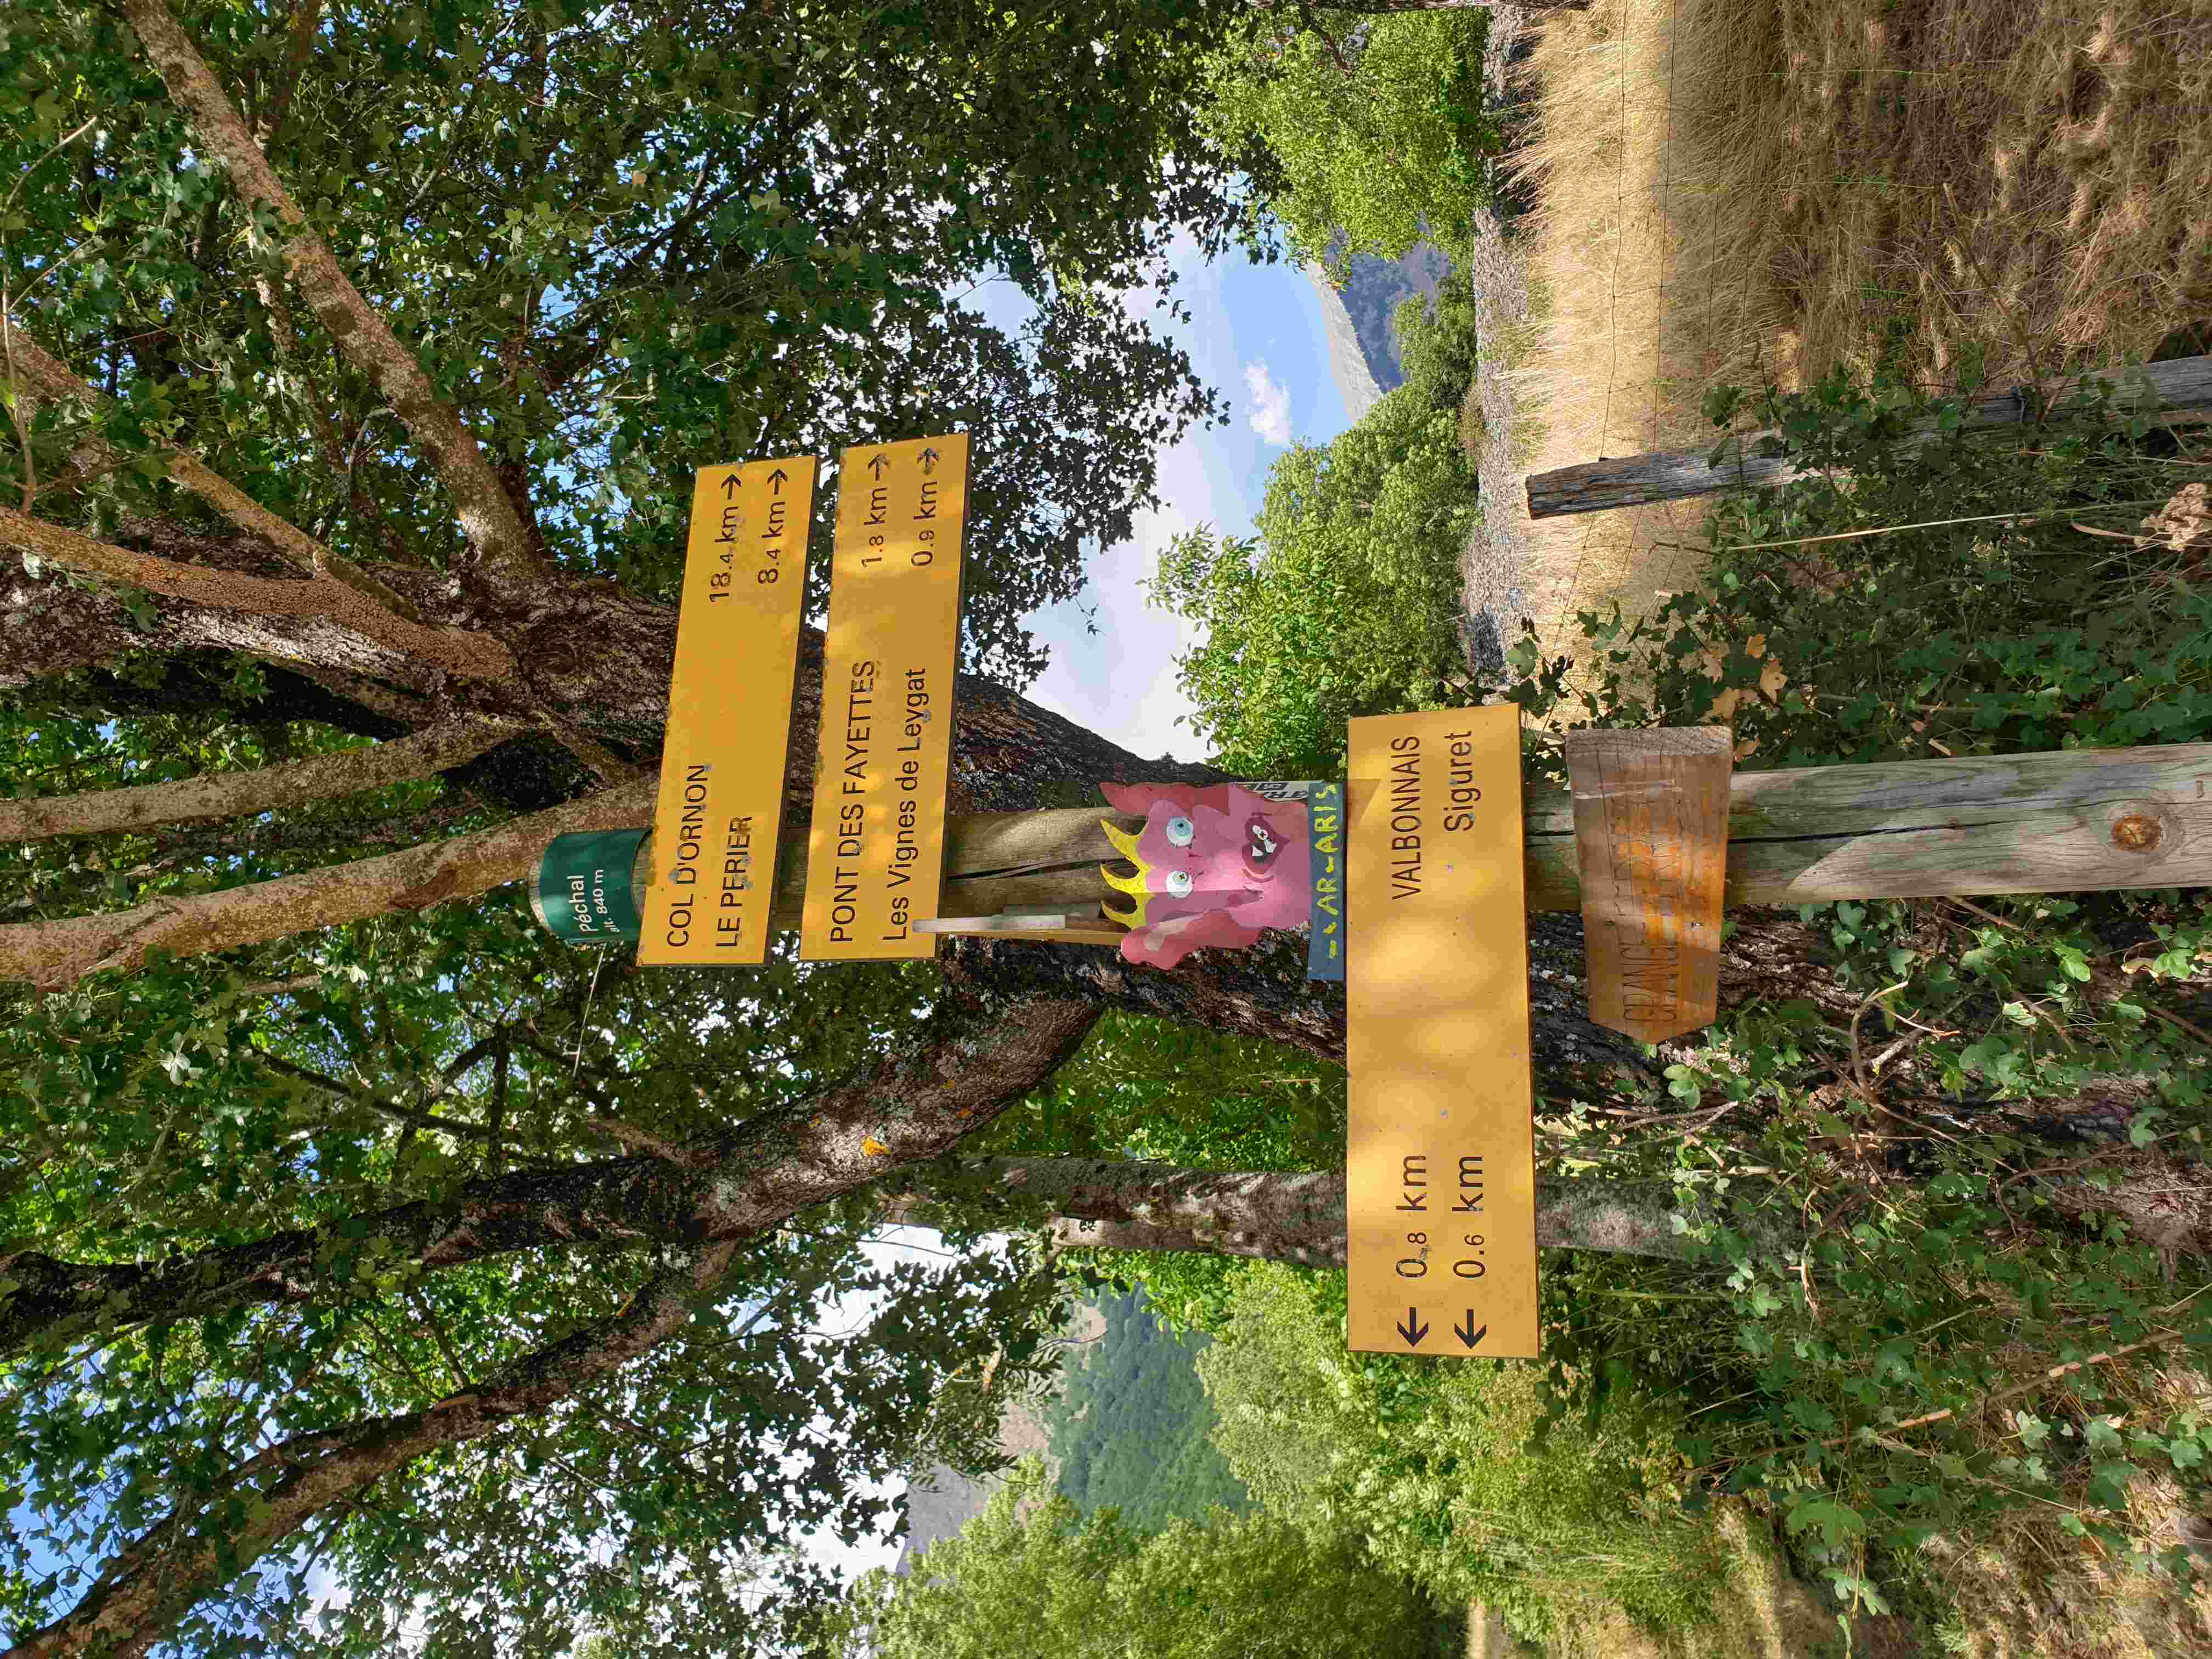 Péchal
alt. 840 m
COL D'ORNON 18.4 km →
LE PERIER 8.4 km →
PONT DES FAYETTES 1.8 km →
Les Vignes de Leygat 0.9 km →
← 0.8 km VALBONNAIS
← 0.6 km Siguret
GRANGE